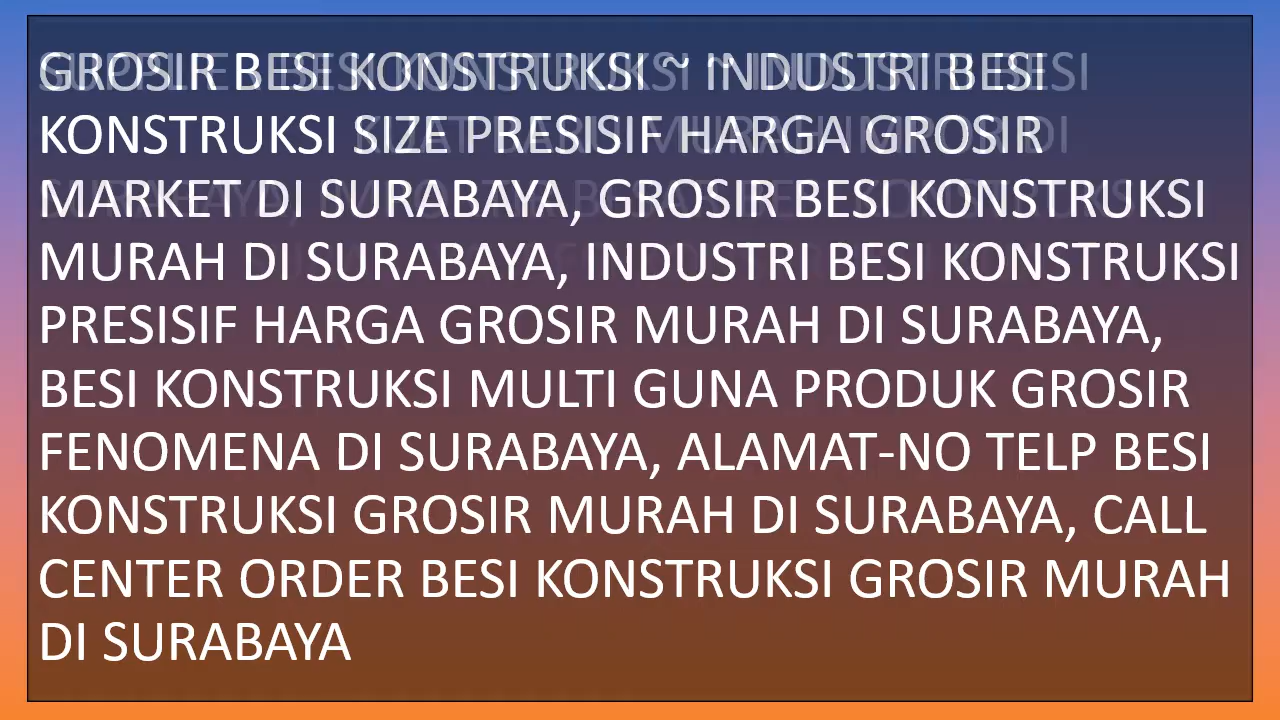 GROSIR BESI KONSTRUKSI ~ INDUSTRI BESI
KONSTRUKSI SIZE PRESISIF HARGA GROSIR
MARKET DI SURABAYA, GROSIR BESI KONSTRUKSI
MURAH DI SURABAYA, INDUSTRI BESI KONSTRUKSI
PRESISIF HARGA GROSIR MURAH DI SURABAYA,
BESI KONSTRUKSI MULTI GUNA PRODUK GROSIR
FENOMENA DI SURABAYA, ALAMAT-NO TELP BESI
KONSTRUKSI GROSIR MURAH DI SURABAYA, CALL
CENTER ORDER BESI KONSTRUKSI GROSIR MURAH
DI SURABAYA